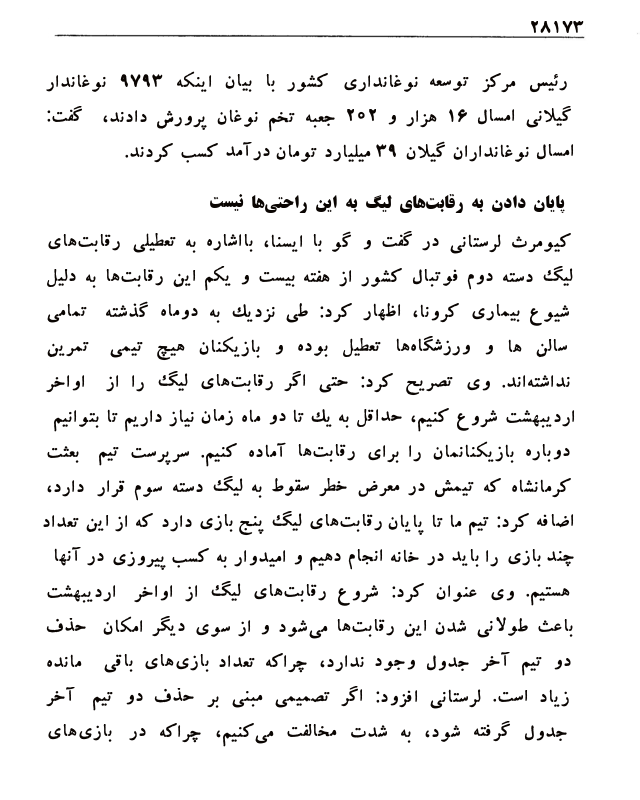 ۲۸۱۷۳
رئیس مرکز توسعه نوغانداری کشور با بیان اینکه ۹۷۹۳ نوغاندار
گیلانی امسال ۱۶ هزار و ۲۰۲ جعبه تخم نوغان پرورش دادند، گفت:
امسال نوغانداران گیلان ۳۹ میلیارد تومان درآمد کسب کردند.
پایان دادن به رقابت‌های لیگ به این راحتی‌ها نیست
کیومرث لرستانی در گفت و گو با ایسنا، بااشاره به تعطیلی رقابت‌های
لیگ دسته دوم فوتبال کشور از هفته بیست و یکم این رقابت‌ها به دلیل
شیوع بیماری کرونا، اظهار کرد: طی نزدیك به دوماه گذشته تمامی
سالن ها و ورزشگاه‌ها تعطیل بوده و بازیکنان هیچ تیمی تمرین
نداشته‌اند. وی تصریح کرد: حتی اگر رقابت‌های لیگ را از اواخر
اردیبهشت شروع کنیم، حداقل به یك تا دو ماه زمان نیاز داریم تا بتوانیم
دوباره بازیکنانمان را برای رقابت‌ها آماده کنیم. سرپرست تیم بعثت
کرمانشاه که تیمش در معرض خطر سقوط به لیگ دسته سوم قرار دارد،
اضافه کرد: تیم ما تا پایان رقابت‌های لیگ پنج بازی دارد که از این تعداد
چند بازی را باید در خانه انجام دهیم و امیدوار به کسب پیروزی در آنها
هستیم. وی عنوان کرد: شروع رقابت‌های لیگ از اواخر اردیبهشت
باعث طولانی شدن این رقابت‌ها می‌شود و از سوی دیگر امکان حذف
دو تیم آخر جدول وجود ندارد، چراکه تعداد بازی‌های باقی مانده
زیاد است. لرستانی افزود: اگر تصمیمی مبنی بر حذف دو تیم آخر
جدول گرفته شود، به شدت مخالفت می‌کنیم، چراکه در بازی‌های